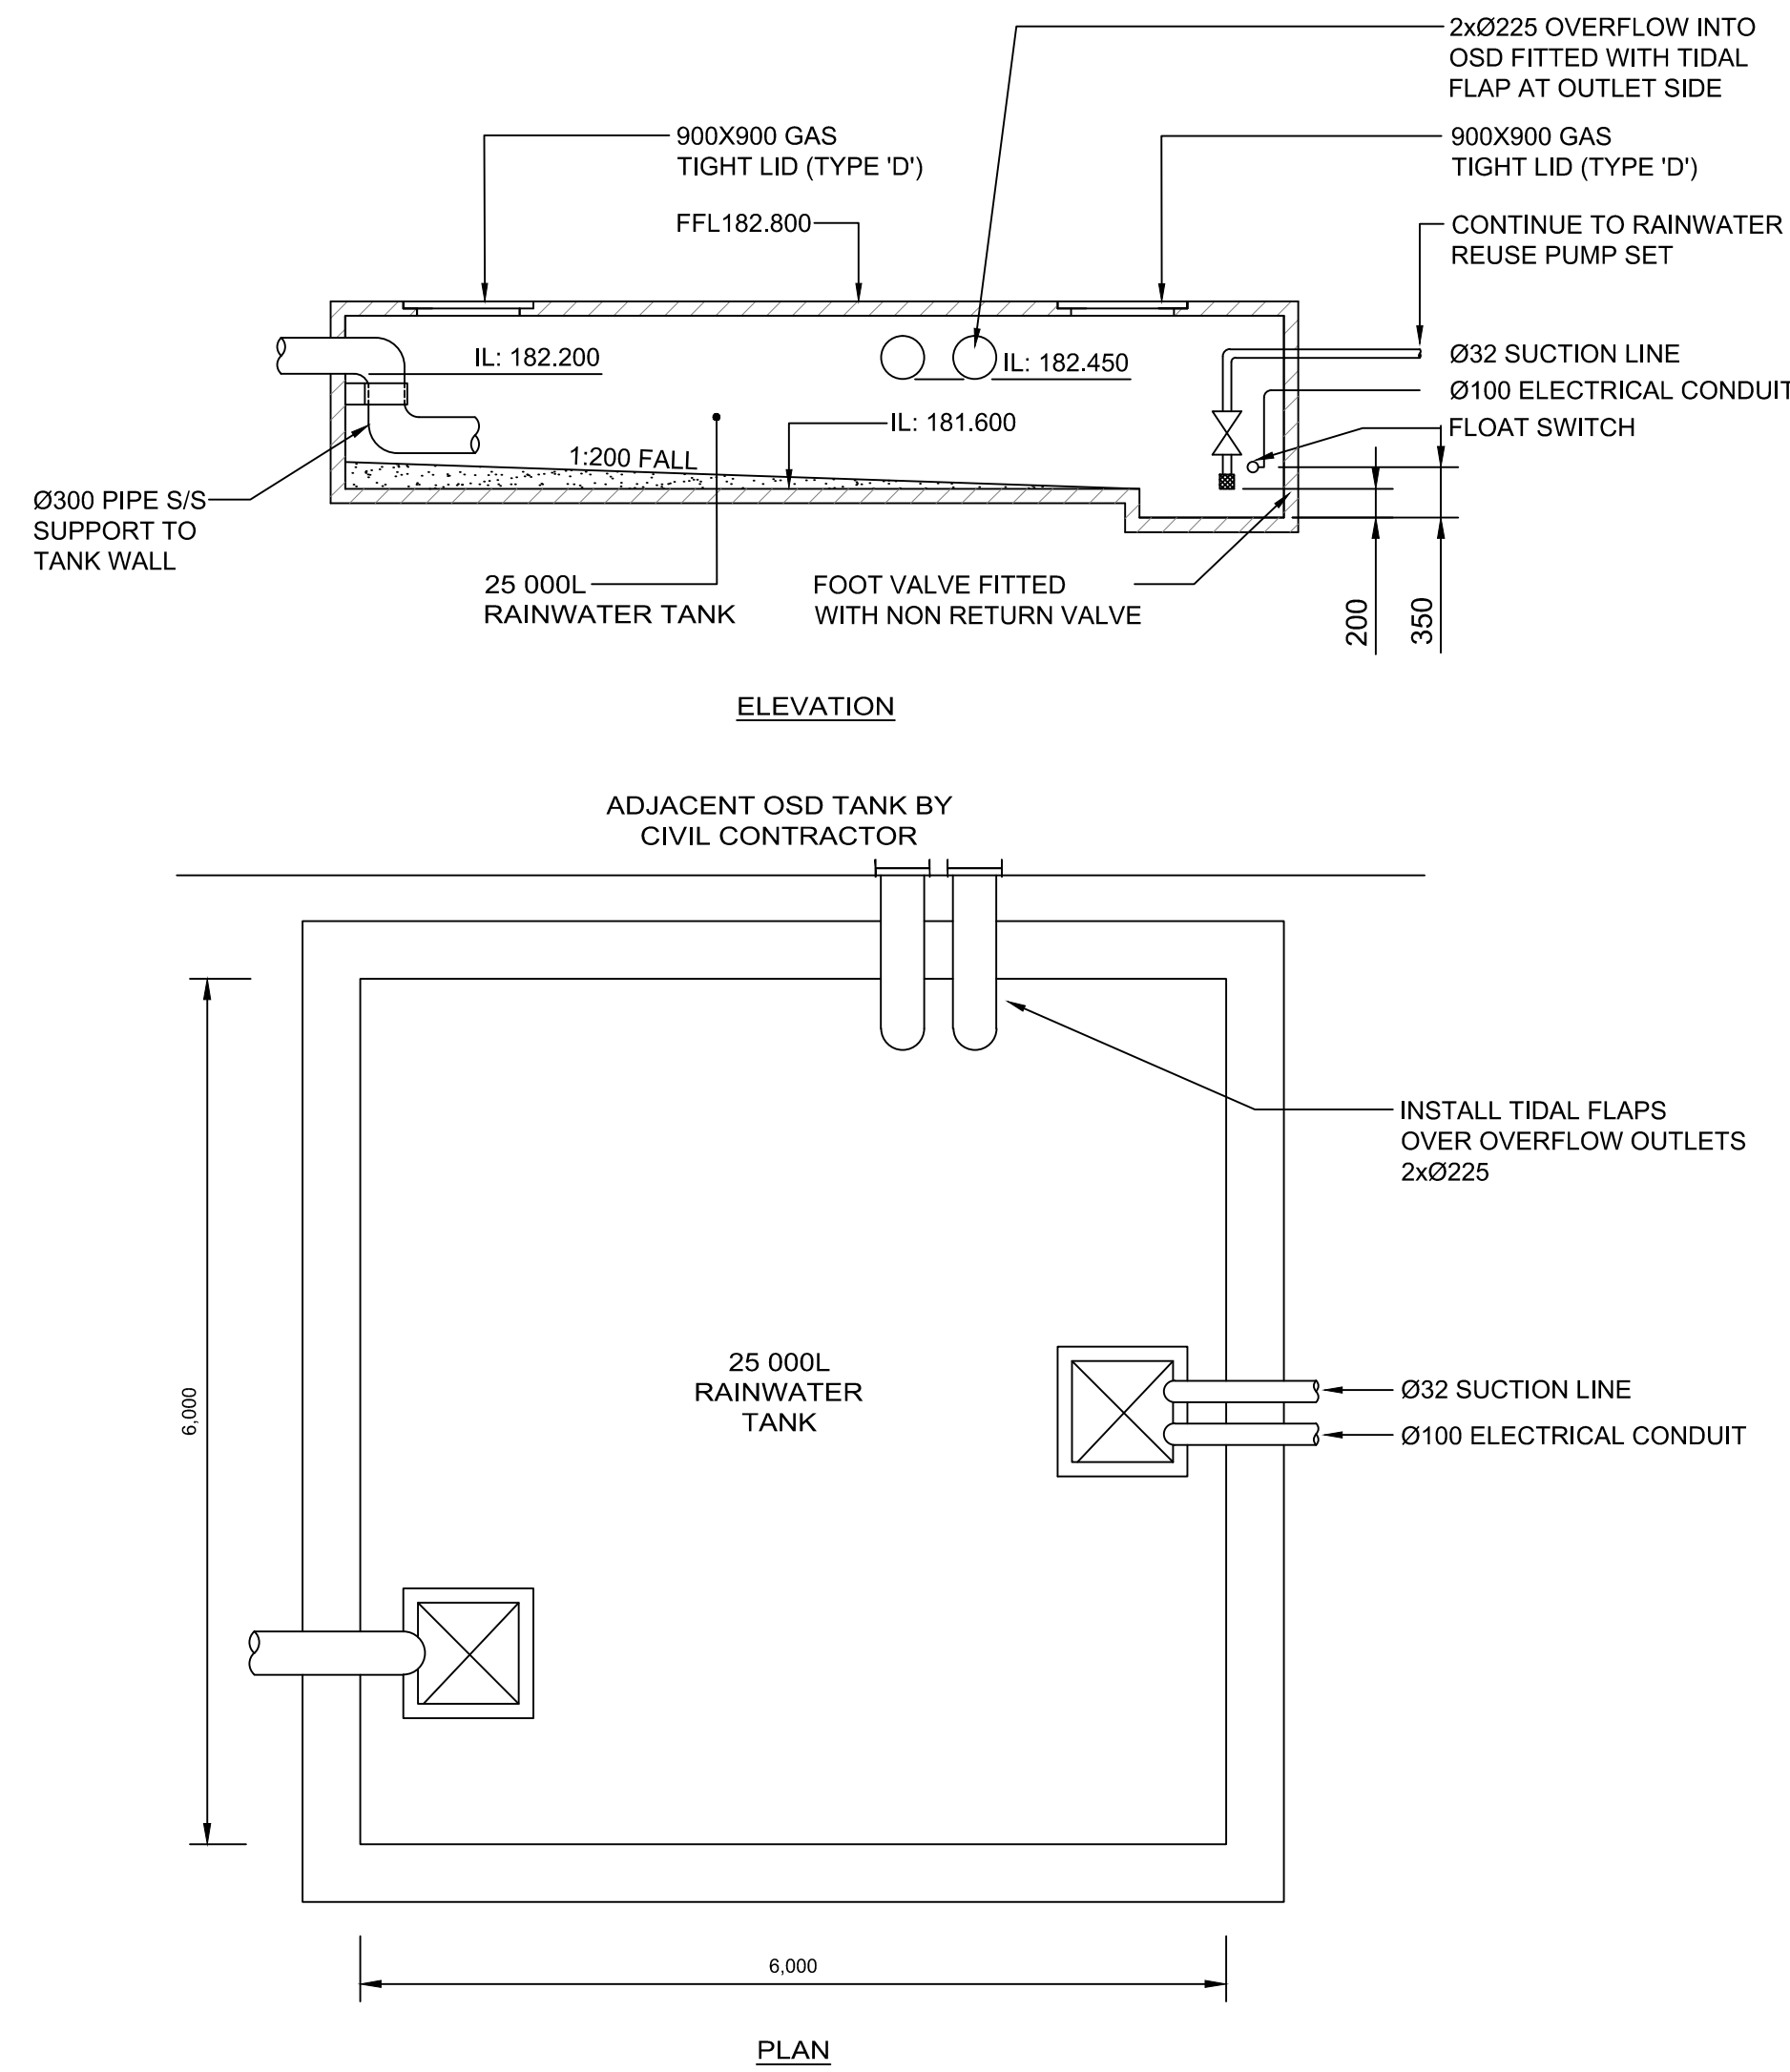 2xØ225 OVERFLOW INTO
OSD FITTED WITH TIDAL
FLAP AT OUTLET SIDE
900X900 GAS
TIGHT LID (TYPE 'D')
900X900 GAS
TIGHT LID (TYPE 'D')
FFL182.800
CONTINUE TO RAINWATER
REUSE PUMP SET
IL: 182.200
IL: 182.450
Ø32 SUCTION LINE
Ø100 ELECTRICAL CONDUIT
IL: 181.600
FLOAT SWITCH
1:200 FALL
Ø300 PIPE S/S
SUPPORT TO
TANK WALL
25 000L
RAINWATER TANK
FOOT VALVE FITTED
WITH NON RETURN VALVE
200
350
ELEVATION
ADJACENT OSD TANK BY
CIVIL CONTRACTOR
INSTALL TIDAL FLAPS
OVER OVERFLOW OUTLETS
2xØ225
25 000L
RAINWATER
TANK
6,000
Ø32 SUCTION LINE
Ø100 ELECTRICAL CONDUIT
6,000
PLAN